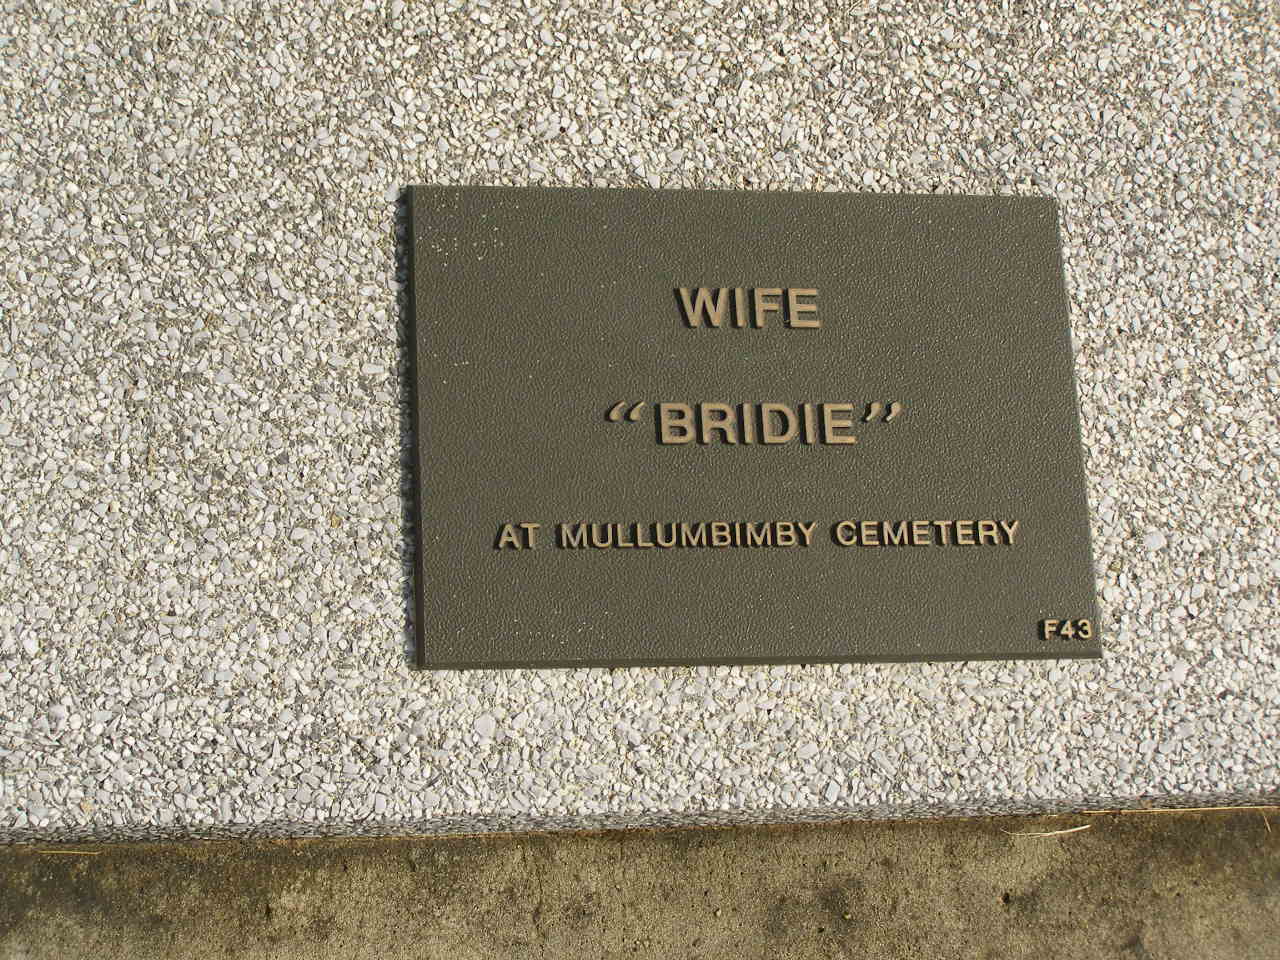 WIFE
“BRIDIE”
AT MULLUMBIMBY CEMETERY
F43